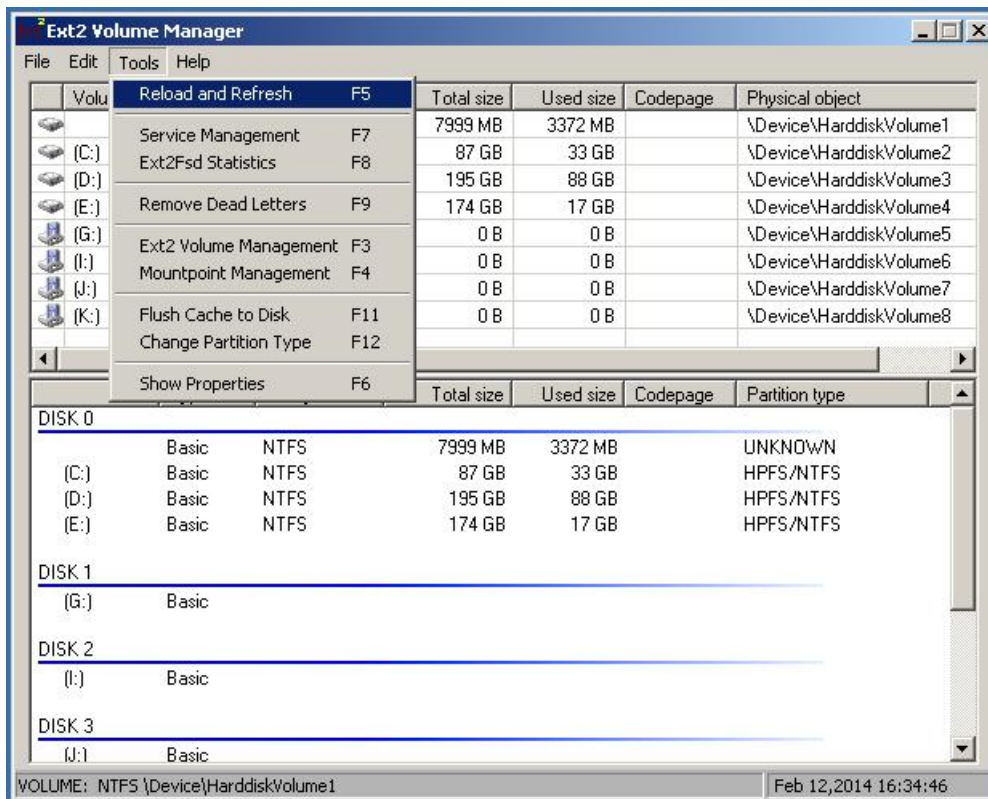 Ext2 Volume Manager
File Edit Tools Help
Volu Total size Used size Codepage Physical object
Reload and Refresh F5
Service Management F7
Ext2Fsd Statistics F8
Remove Dead Letters F9
Ext2 Volume Management F3
Mountpoint Management F4
Flush Cache to Disk F11
Change Partition Type F12
Show Properties F6
7999 MB 3372 MB \Device\HarddiskVolume1
(C:) 87 GB 33 GB \Device\HarddiskVolume2
(D:) 195 GB 88 GB \Device\HarddiskVolume3
(E:) 174 GB 17 GB \Device\HarddiskVolume4
(G:) 0 B 0 B \Device\HarddiskVolume5
(I:) 0 B 0 B \Device\HarddiskVolume6
(J:) 0 B 0 B \Device\HarddiskVolume7
(K:) 0 B 0 B \Device\HarddiskVolume8
Total size Used size Codepage Partition type
DISK 0
Basic NTFS 7999 MB 3372 MB UNKNOWN
(C:) Basic NTFS 87 GB 33 GB HPFS/NTFS
(D:) Basic NTFS 195 GB 88 GB HPFS/NTFS
(E:) Basic NTFS 174 GB 17 GB HPFS/NTFS
DISK 1
(G:) Basic
DISK 2
(I:) Basic
DISK 3
(J:) Basic
VOLUME: NTFS \Device\HarddiskVolume1 Feb 12,2014 16:34:46